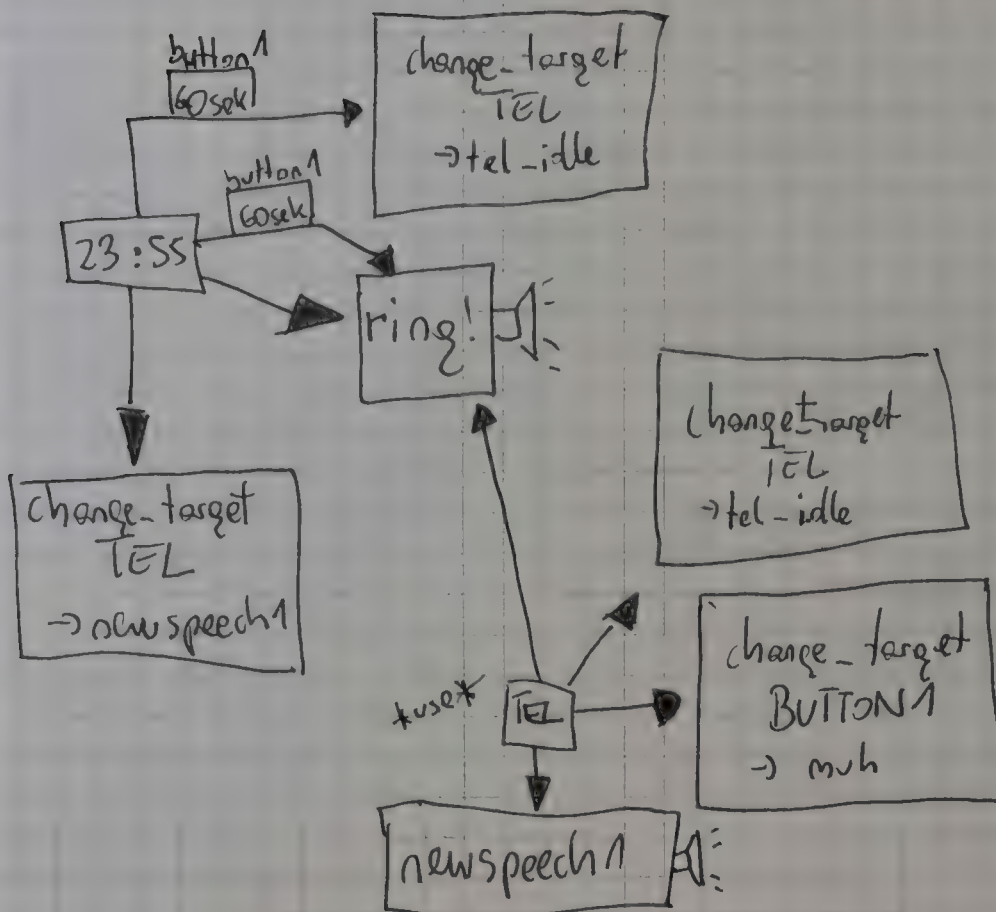 button1
60sek
change_target
TEL
→ tel_idle
button1
60sek
23:55
ring!
change_target
TEL
→ newspeech1
change_target
TEL
→ tel_idle
*use*
TEL
change_target
BUTTON1
→ muh
newspeech1